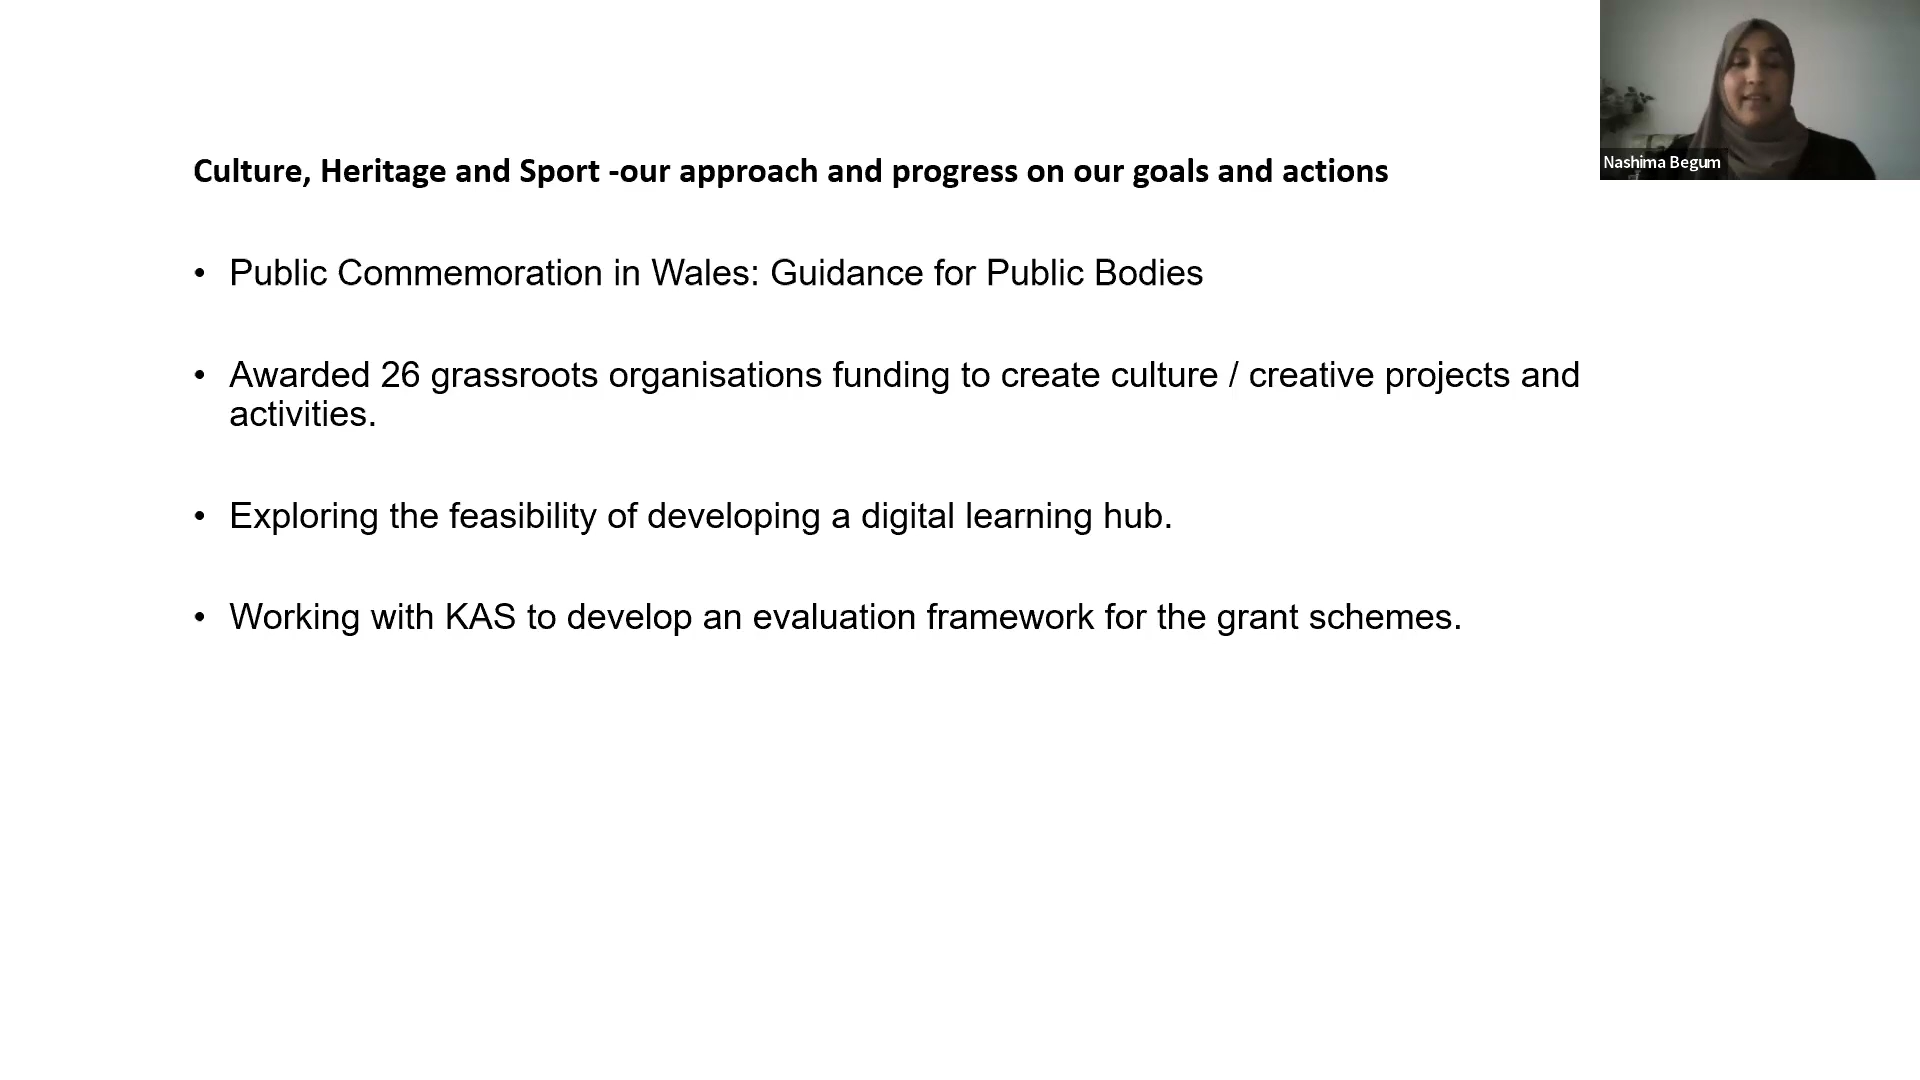 Culture, Heritage and Sport -our approach and progress on our goals and actions
• Public Commemoration in Wales: Guidance for Public Bodies
• Awarded 26 grassroots organisations funding to create culture / creative projects and
activities.
• Exploring the feasibility of developing a digital learning hub.
• Working with KAS to develop an evaluation framework for the grant schemes.
Nashima Begum